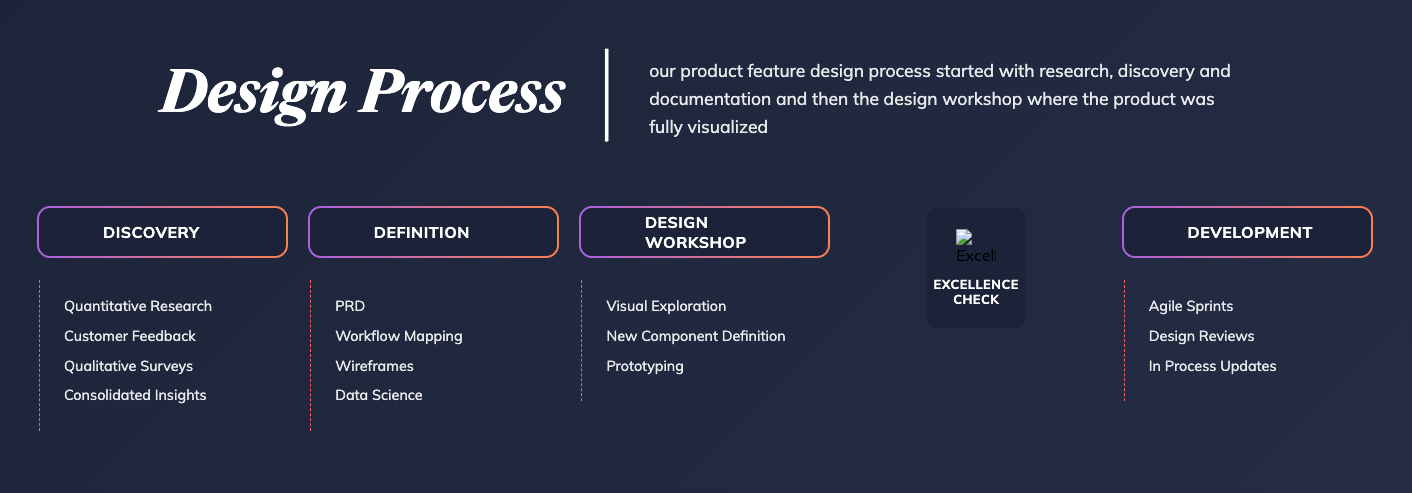 Design Process
our product feature design process started with research, discovery and
documentation and then the design workshop where the product was
fully visualized
DISCOVERY
Quantitative Research
Customer Feedback
Qualitative Surveys
Consolidated Insights
DEFINITION
PRD
Workflow Mapping
Wireframes
Data Science
DESIGN
WORKSHOP
Visual Exploration
New Component Definition
Prototyping
Excell
EXCELLENCE
CHECK
DEVELOPMENT
Agile Sprints
Design Reviews
In Process Updates